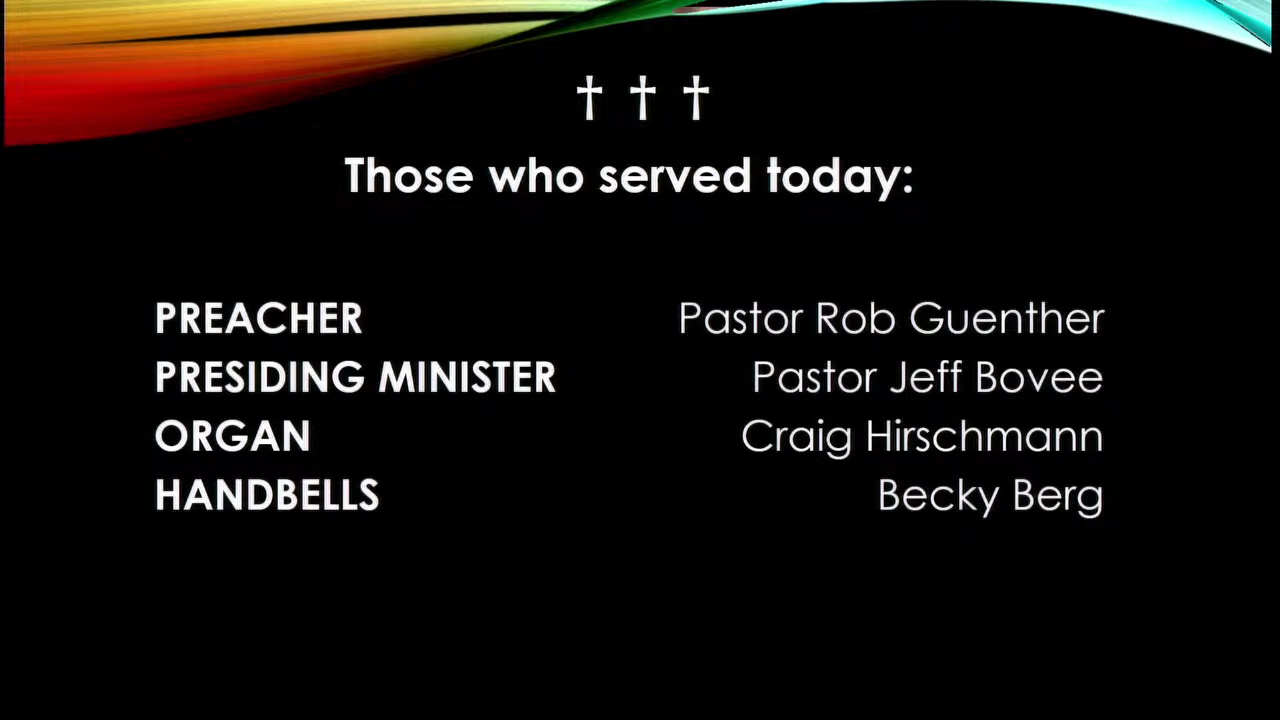 † † †
Those who served today:
PREACHER Pastor Rob Guenther
PRESIDING MINISTER Pastor Jeff Bovee
ORGAN Craig Hirschmann
HANDBELLS Becky Berg